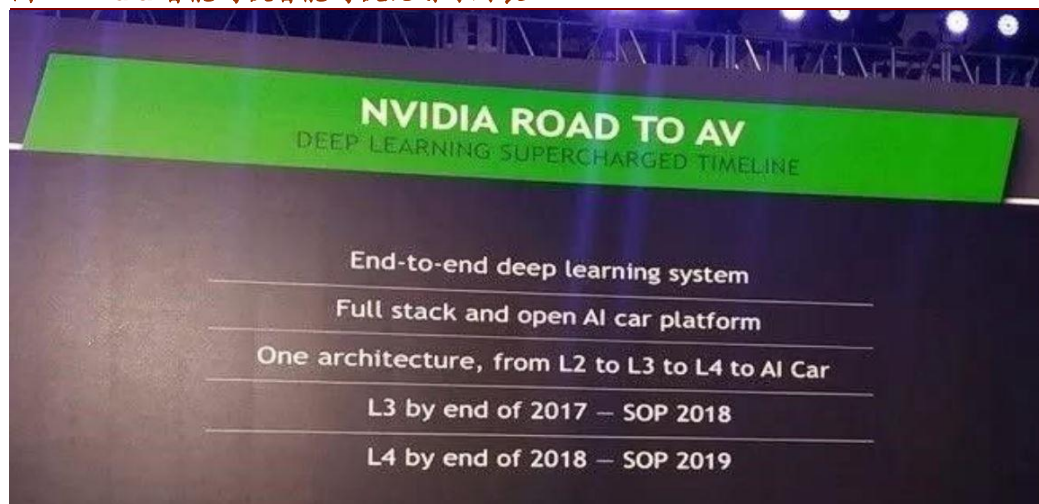 NVIDIA ROAD TO AV
DEEP LEARNING SUPERCHARGED TIMELINE
End-to-end deep learning system
Full stack and open AI car platform
One architecture, from L2 to L3 to L4 to AI Car
L3 by end of 2017 — SOP 2018
L4 by end of 2018 — SOP 2019